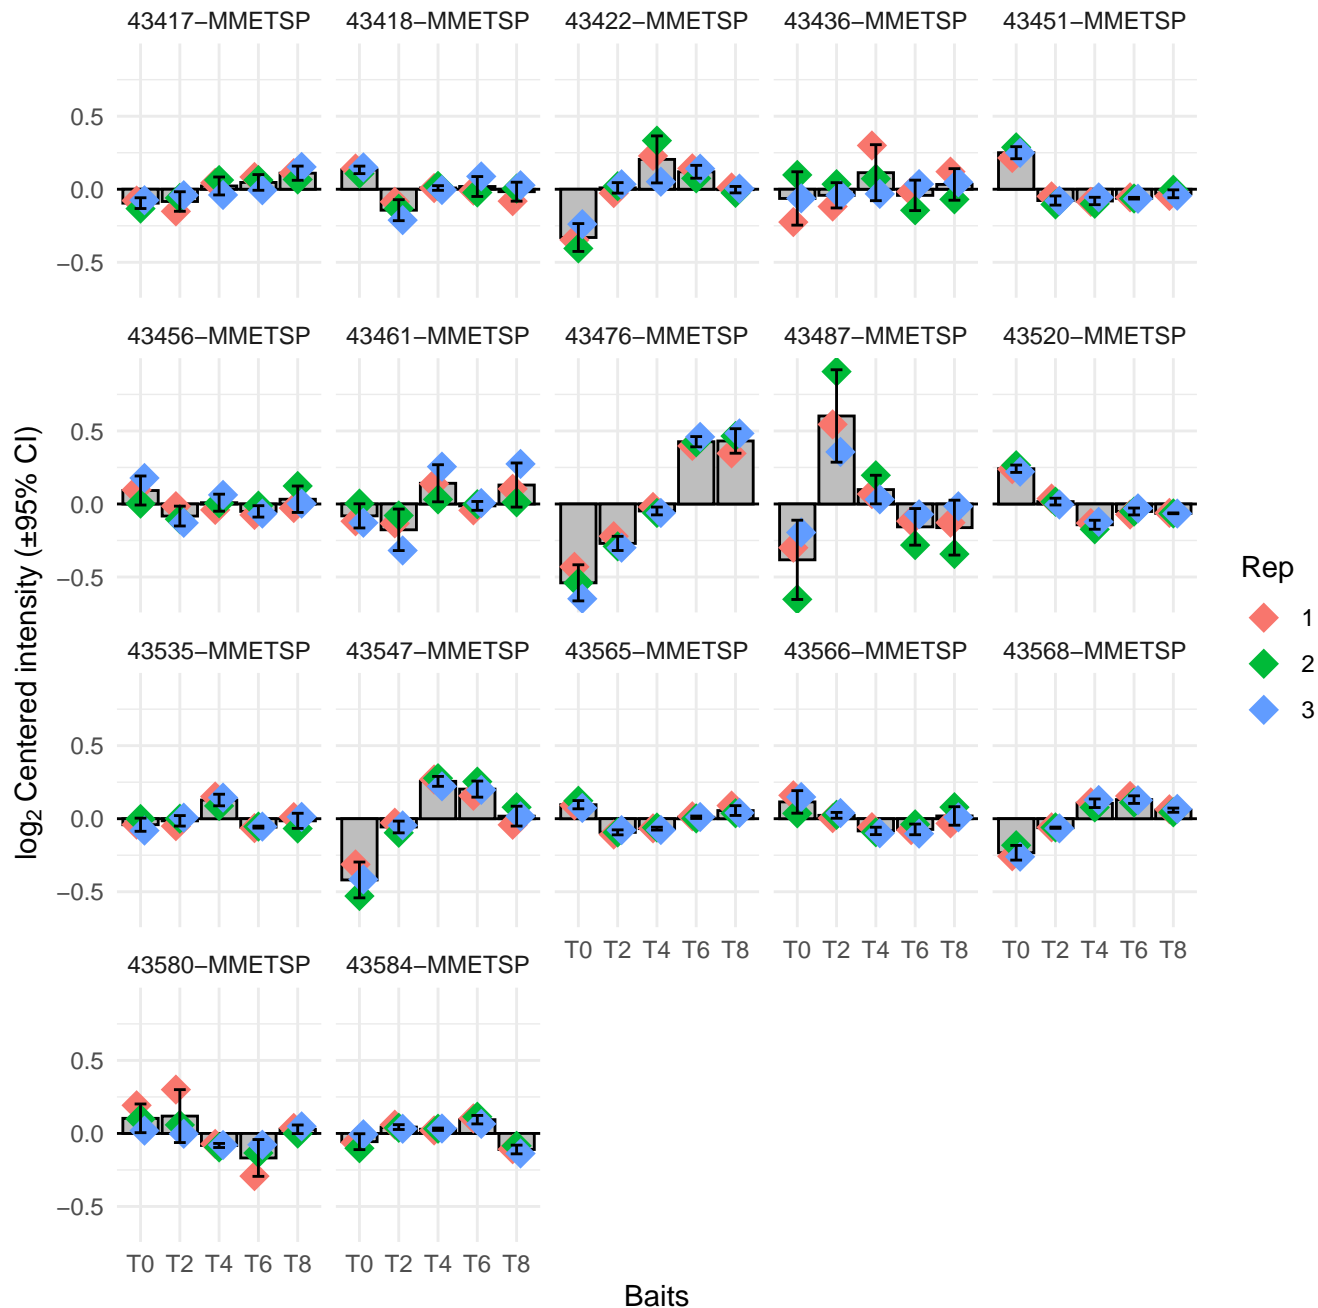 43417−MMETSP 43418−MMETSP 43422−MMETSP 43436−MMETSP 43451−MMETSP
0.5
0.0
−0.5
43456−MMETSP 43461−MMETSP 43476−MMETSP 43487−MMETSP 43520−MMETSP
0.5
0.0
−0.5
43535−MMETSP 43547−MMETSP 43565−MMETSP 43566−MMETSP 43568−MMETSP
0.5
0.0
−0.5
T0 T2 T4 T6 T8 T0 T2 T4 T6 T8 T0 T2 T4 T6 T8
43580−MMETSP 43584−MMETSP
0.5
0.0
−0.5
T0 T2 T4 T6 T8 T0 T2 T4 T6 T8
Baits
log₂ Centered intensity (±95% CI)
Rep
1
2
3